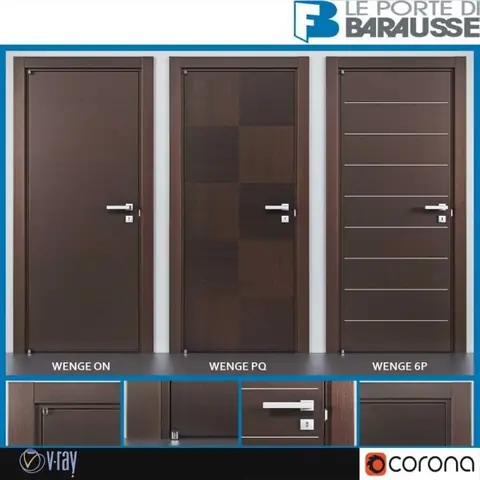 LE PORTE DI
BARAUSSE
WENGE ON
WENGE PQ
WENGE 6P
v·ray
corona